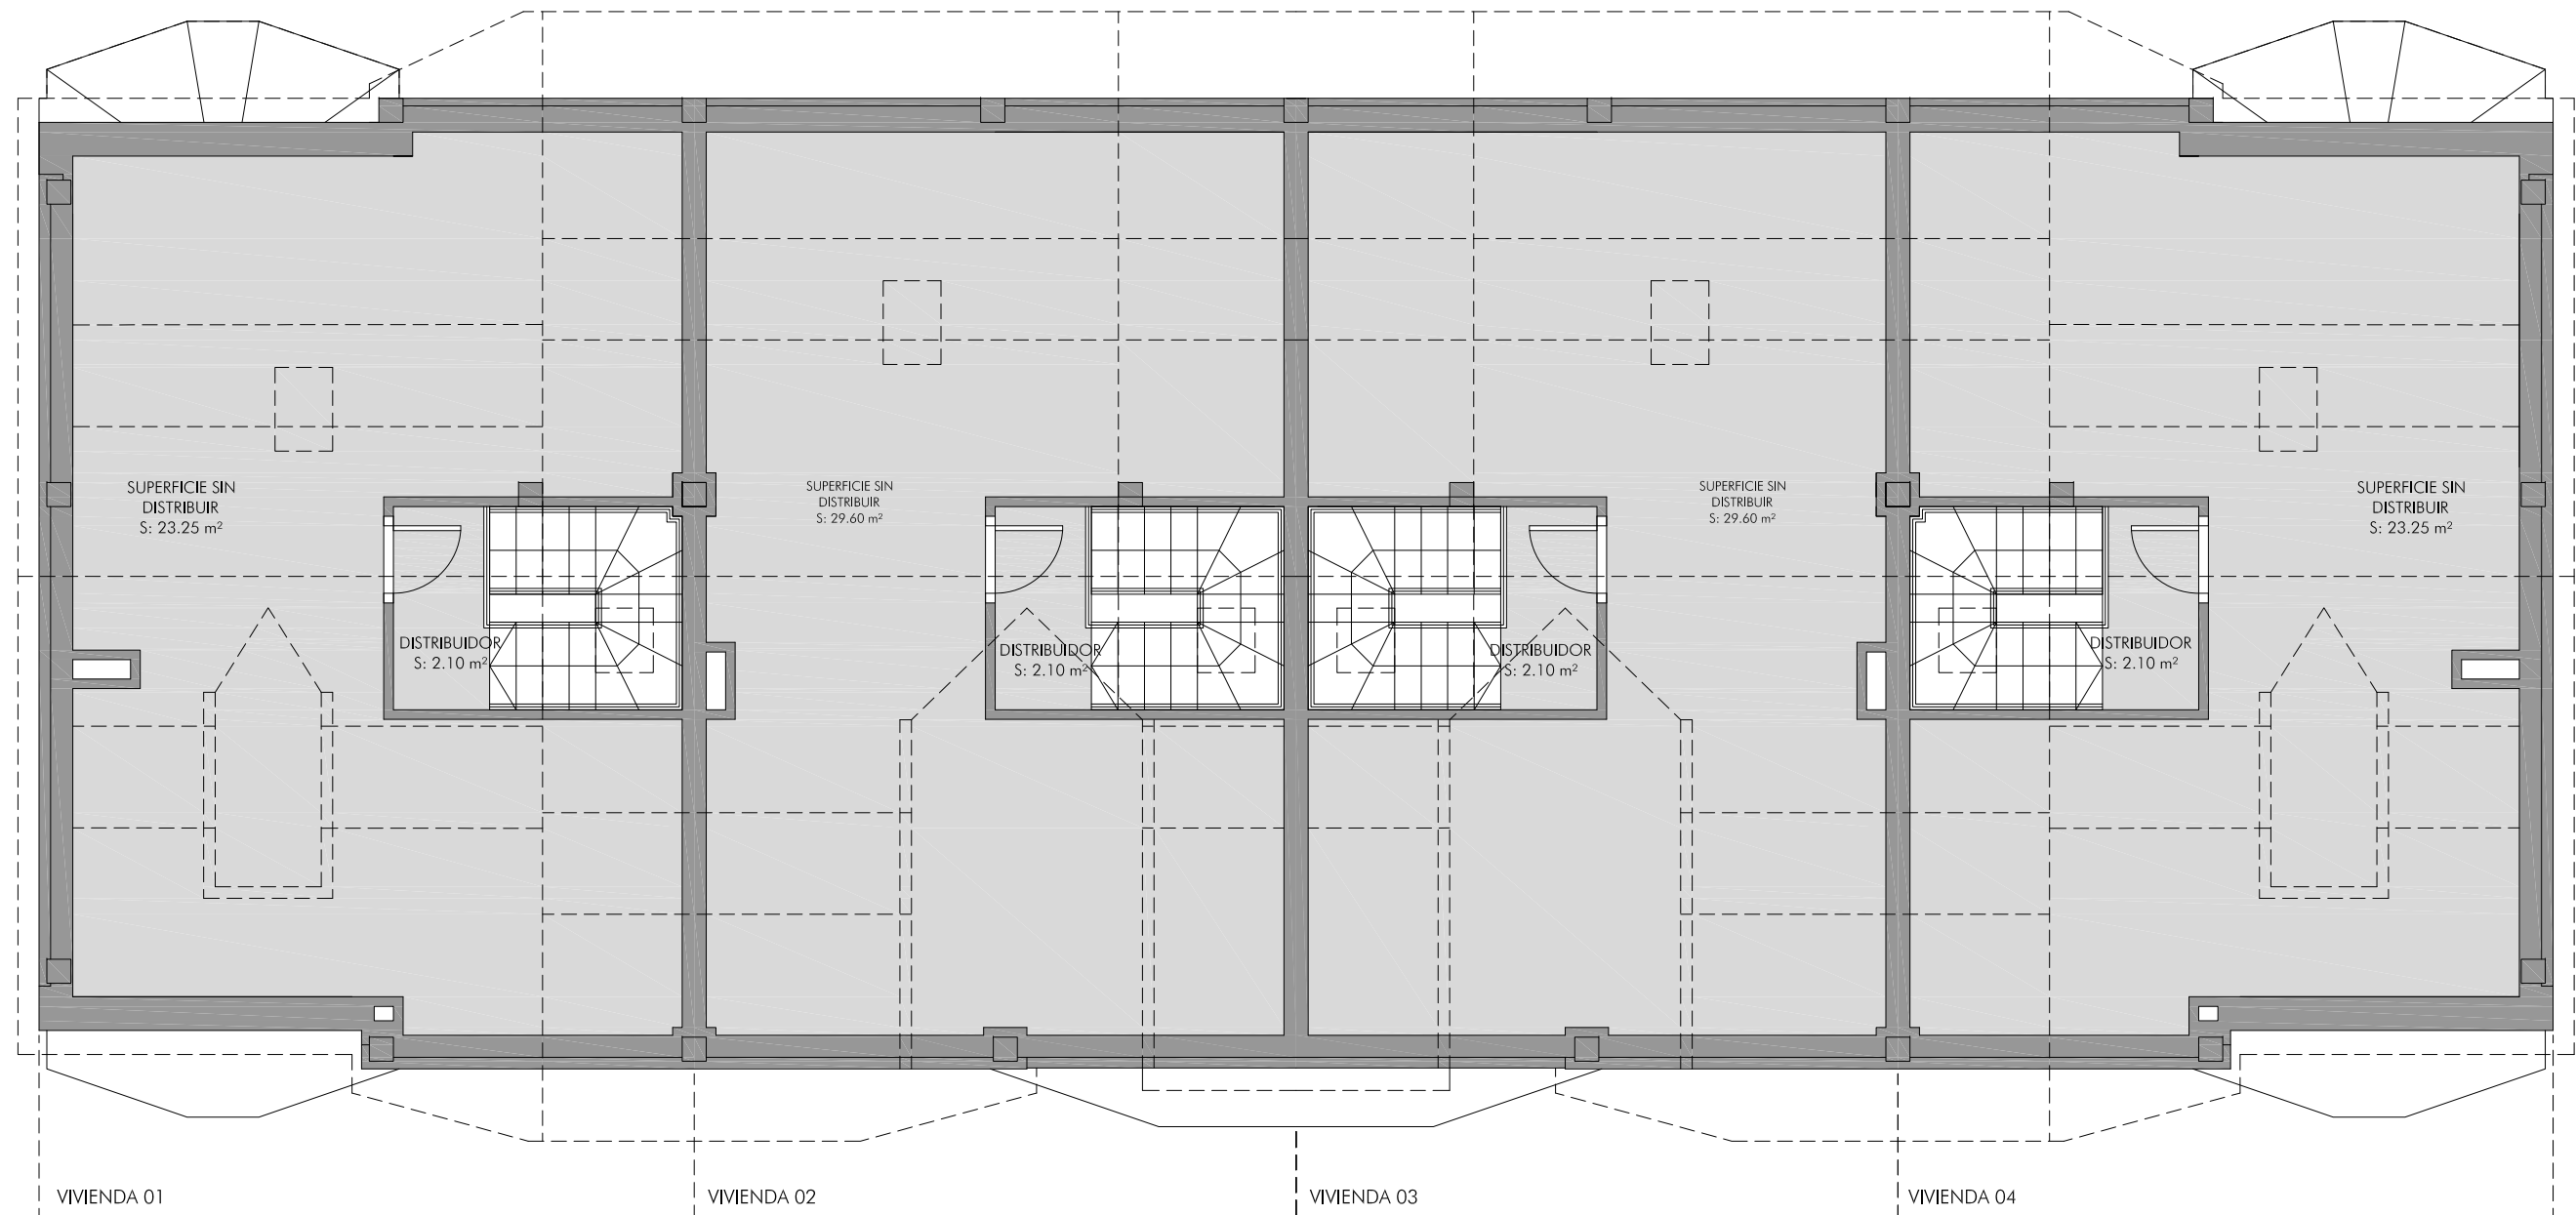 SUPERFICIE SIN
DISTRIBUIR
S: 23.25 m²
SUPERFICIE SIN
DISTRIBUIR
S: 29.60 m²
SUPERFICIE SIN
DISTRIBUIR
S: 29.60 m²
SUPERFICIE SIN
DISTRIBUIR
S: 23.25 m²
DISTRIBUIDOR
S: 2.10 m²
DISTRIBUIDOR
S: 2.10 m²
DISTRIBUIDOR
S: 2.10 m²
DISTRIBUIDOR
S: 2.10 m²
VIVIENDA 01
VIVIENDA 02
VIVIENDA 03
VIVIENDA 04